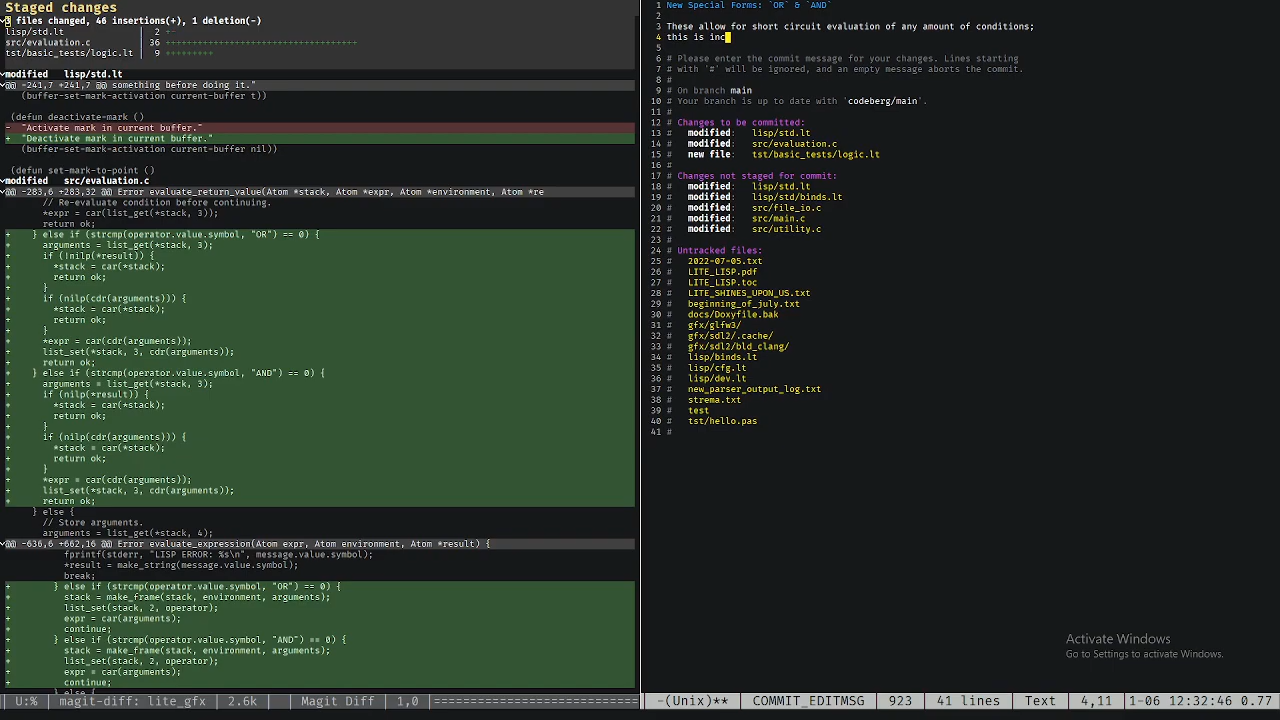 Staged changes
 files changed, 46 insertions(+), 1 deletion(-)
lisp/std.lt | 2 +-
src/evaluation.c | 36 ++++++++++++++++++++++++++++++++++++
tst/basic_tests/logic.lt | 9 +++++++++
modified   lisp/std.lt
@@ -241,7 +241,7 @@ something before doing it."
   (buffer-set-mark-activation current-buffer t))
 (defun deactivate-mark ()
-  "Activate mark in current buffer."
+  "Deactivate mark in current buffer."
   (buffer-set-mark-activation current-buffer nil))
 (defun set-mark-to-point ()
modified   src/evaluation.c
@@ -283,6 +283,32 @@ Error evaluate_return_value(Atom *stack, Atom *expr, Atom *environment, Atom *re
       // Re-evaluate condition before continuing.
       *expr = car(list_get(*stack, 3));
       return ok;
+    } else if (strcmp(operator.value.symbol, "OR") == 0) {
+      arguments = list_get(*stack, 3);
+      if (!nilp(*result)) {
+        *stack = car(*stack);
+        return ok;
+      }
+      if (nilp(cdr(arguments))) {
+        *stack = car(*stack);
+        return ok;
+      }
+      *expr = car(cdr(arguments));
+      list_set(*stack, 3, cdr(arguments));
+      return ok;
+    } else if (strcmp(operator.value.symbol, "AND") == 0) {
+      arguments = list_get(*stack, 3);
+      if (nilp(*result)) {
+        *stack = car(*stack);
+        return ok;
+      }
+      if (nilp(cdr(arguments))) {
+        *stack = car(*stack);
+        return ok;
+      }
+      *expr = car(cdr(arguments));
+      list_set(*stack, 3, cdr(arguments));
+      return ok;
     } else {
       // Store arguments.
       arguments = list_get(*stack, 4);
@@ -636,6 +662,16 @@ Error evaluate_expression(Atom expr, Atom environment, Atom *result) {
           fprintf(stderr, "LISP ERROR: %s\n", message.value.symbol);
           *result = make_string(message.value.symbol);
           break;
+        } else if (strcmp(operator.value.symbol, "OR") == 0) {
+          stack = make_frame(stack, environment, arguments);
+          list_set(stack, 2, operator);
+          expr = car(arguments);
+          continue;
+        } else if (strcmp(operator.value.symbol, "AND") == 0) {
+          stack = make_frame(stack, environment, arguments);
+          list_set(stack, 2, operator);
+          expr = car(arguments);
+          continue;
         } else {
U:%  magit-diff: lite_gfx  2.6k  Magit Diff  1,0
1 New Special Forms: `OR` & `AND`
2
3 These allow for short circuit evaluation of any amount of conditions;
4 this is inc
5
6 # Please enter the commit message for your changes. Lines starting
7 # with '#' will be ignored, and an empty message aborts the commit.
8 #
9 # On branch main
10 # Your branch is up to date with 'codeberg/main'.
11 #
12 # Changes to be committed:
13 #   modified:   lisp/std.lt
14 #   modified:   src/evaluation.c
15 #   new file:   tst/basic_tests/logic.lt
16 #
17 # Changes not staged for commit:
18 #   modified:   lisp/std.lt
19 #   modified:   lisp/std/binds.lt
20 #   modified:   src/file_io.c
21 #   modified:   src/main.c
22 #   modified:   src/utility.c
23 #
24 # Untracked files:
25 #   2022-07-05.txt
26 #   LITE_LISP.pdf
27 #   LITE_LISP.toc
28 #   LITE_SHINES_UPON_US.txt
29 #   beginning_of_july.txt
30 #   docs/Doxyfile.bak
31 #   gfx/glfw3/
32 #   gfx/sdl2/.cache/
33 #   gfx/sdl2/bld_clang/
34 #   lisp/binds.lt
35 #   lisp/cfg.lt
36 #   lisp/dev.lt
37 #   new_parser_output_log.txt
38 #   strema.txt
39 #   test
40 #   tst/hello.pas
41 #
Activate Windows
Go to Settings to activate Windows.
-(Unix)**  COMMIT_EDITMSG  923  41 lines  Text  4,11  1-06 12:32:46 0.77